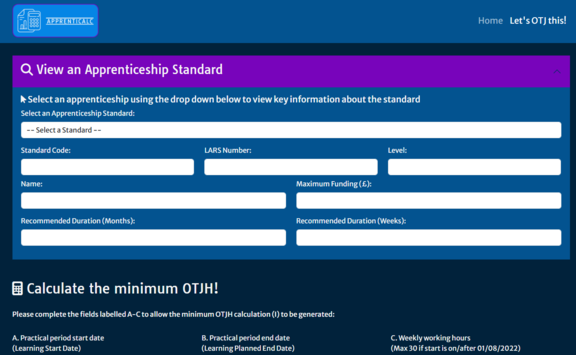 APPRENTICALC
Home
Let's OTJ this!
View an Apprenticeship Standard
Select an apprenticeship using the drop down below to view key information about the standard
Select an Apprenticeship Standard:
-- Select a Standard --
Standard Code:
LARS Number:
Level:
Name:
Maximum Funding (£):
Recommended Duration (Months):
Recommended Duration (Weeks):
Calculate the minimum OTJH!
Please complete the fields labelled A-C to allow the minimum OTJH calculation (I) to be generated:
A. Practical period start date
(Learning Start Date)
B. Practical period end date
(Learning Planned End Date)
C. Weekly working hours
(Max 30 if start is on/after 01/08/2022)